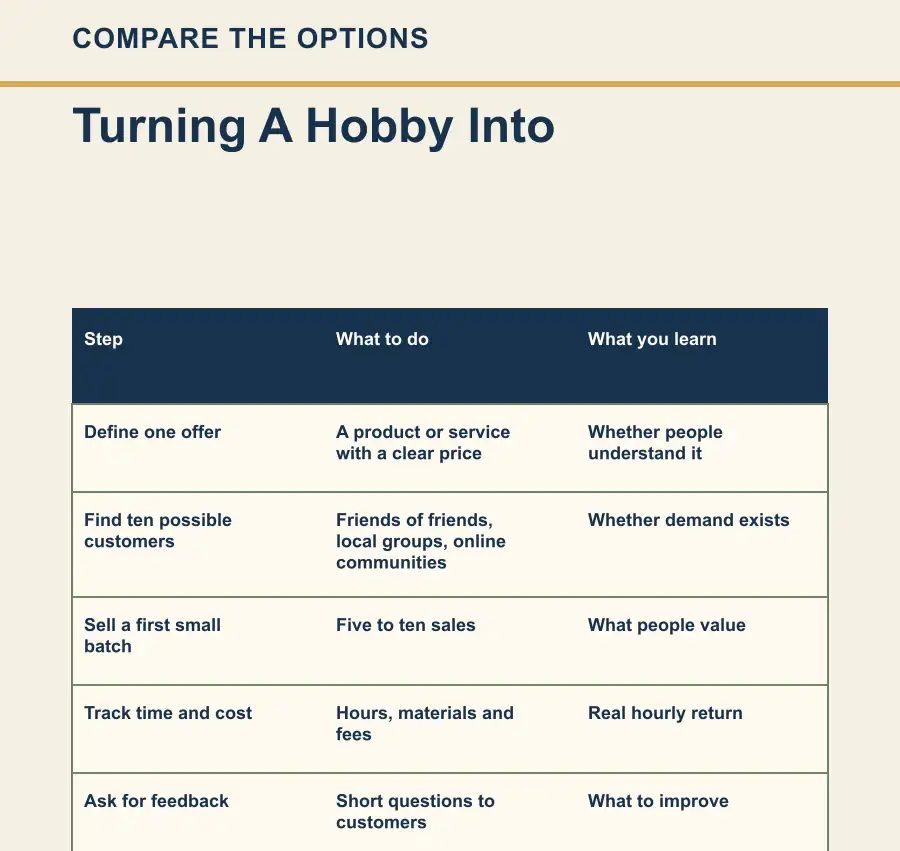 COMPARE THE OPTIONS
Turning A Hobby Into
Step
What to do
What you learn
Define one offer
A product or service
with a clear price
Whether people
understand it
Find ten possible
customers
Friends of friends,
local groups, online
communities
Whether demand exists
Sell a first small
batch
Five to ten sales
What people value
Track time and cost
Hours, materials and
fees
Real hourly return
Ask for feedback
Short questions to
customers
What to improve